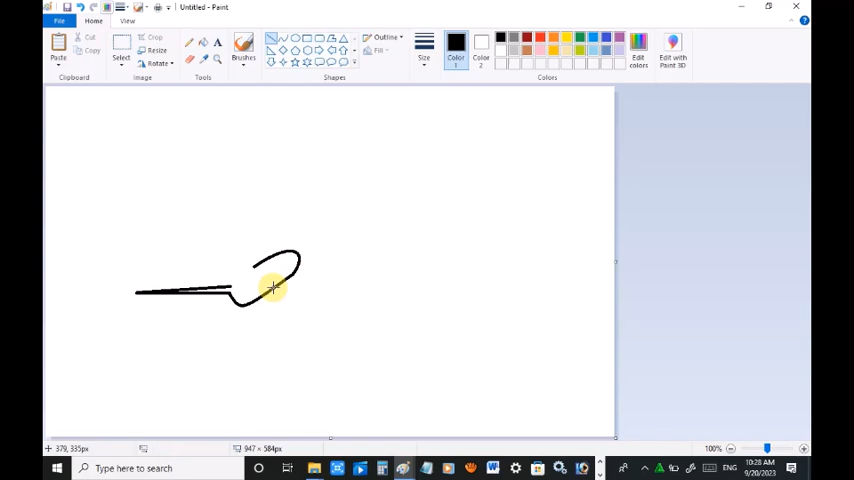 Untitled - Paint
File Home View
Paste
Cut
Copy
Clipboard
Select
Crop
Resize
Rotate
Image
A
Tools
Brushes
Outline
Fill
Shapes
Size
Color 1
Color 2
Edit colors
Colors
Edit with Paint 3D
379, 335px
947 × 584px
100%
Type here to search
W
ENG
10:28 AM
9/20/2023